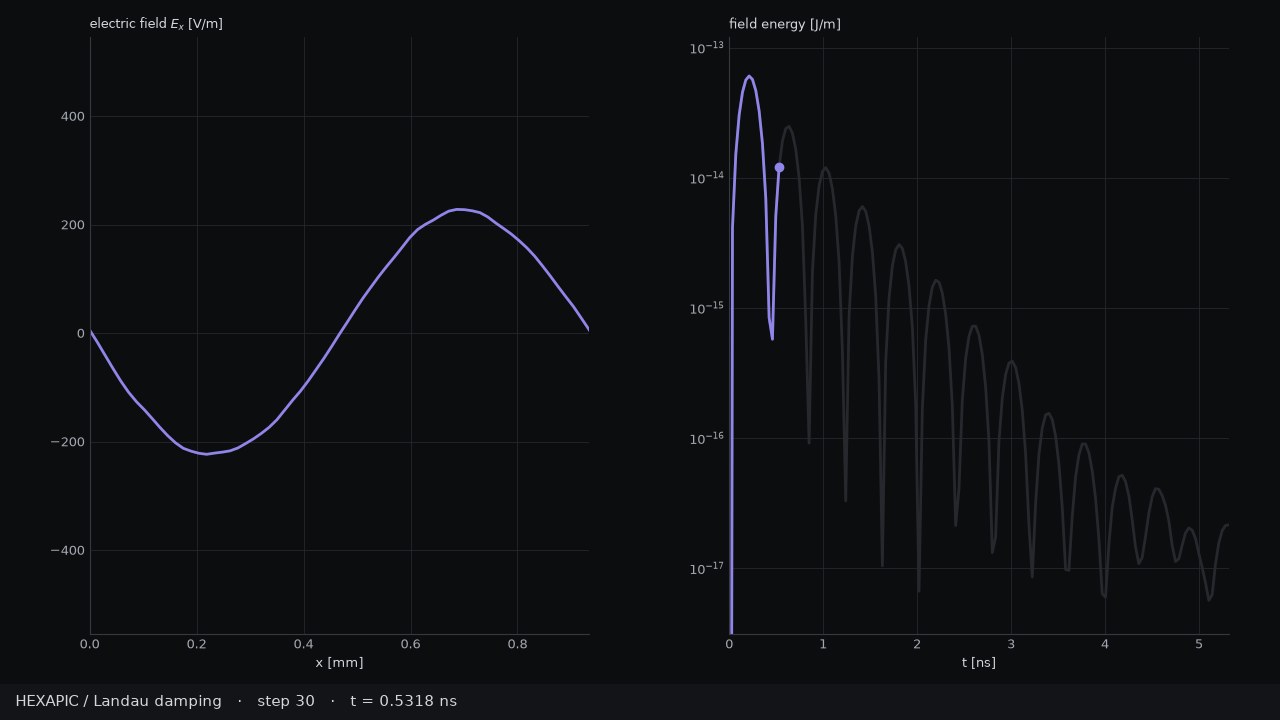 electric field Ex [V/m]
400
200
0
−200
−400
0.0 0.2 0.4 0.6 0.8
x [mm]
field energy [J/m]
10−13
10−14
10−15
10−16
10−17
0 1 2 3 4 5
t [ns]
HEXAPIC / Landau damping · step 30 · t = 0.5318 ns